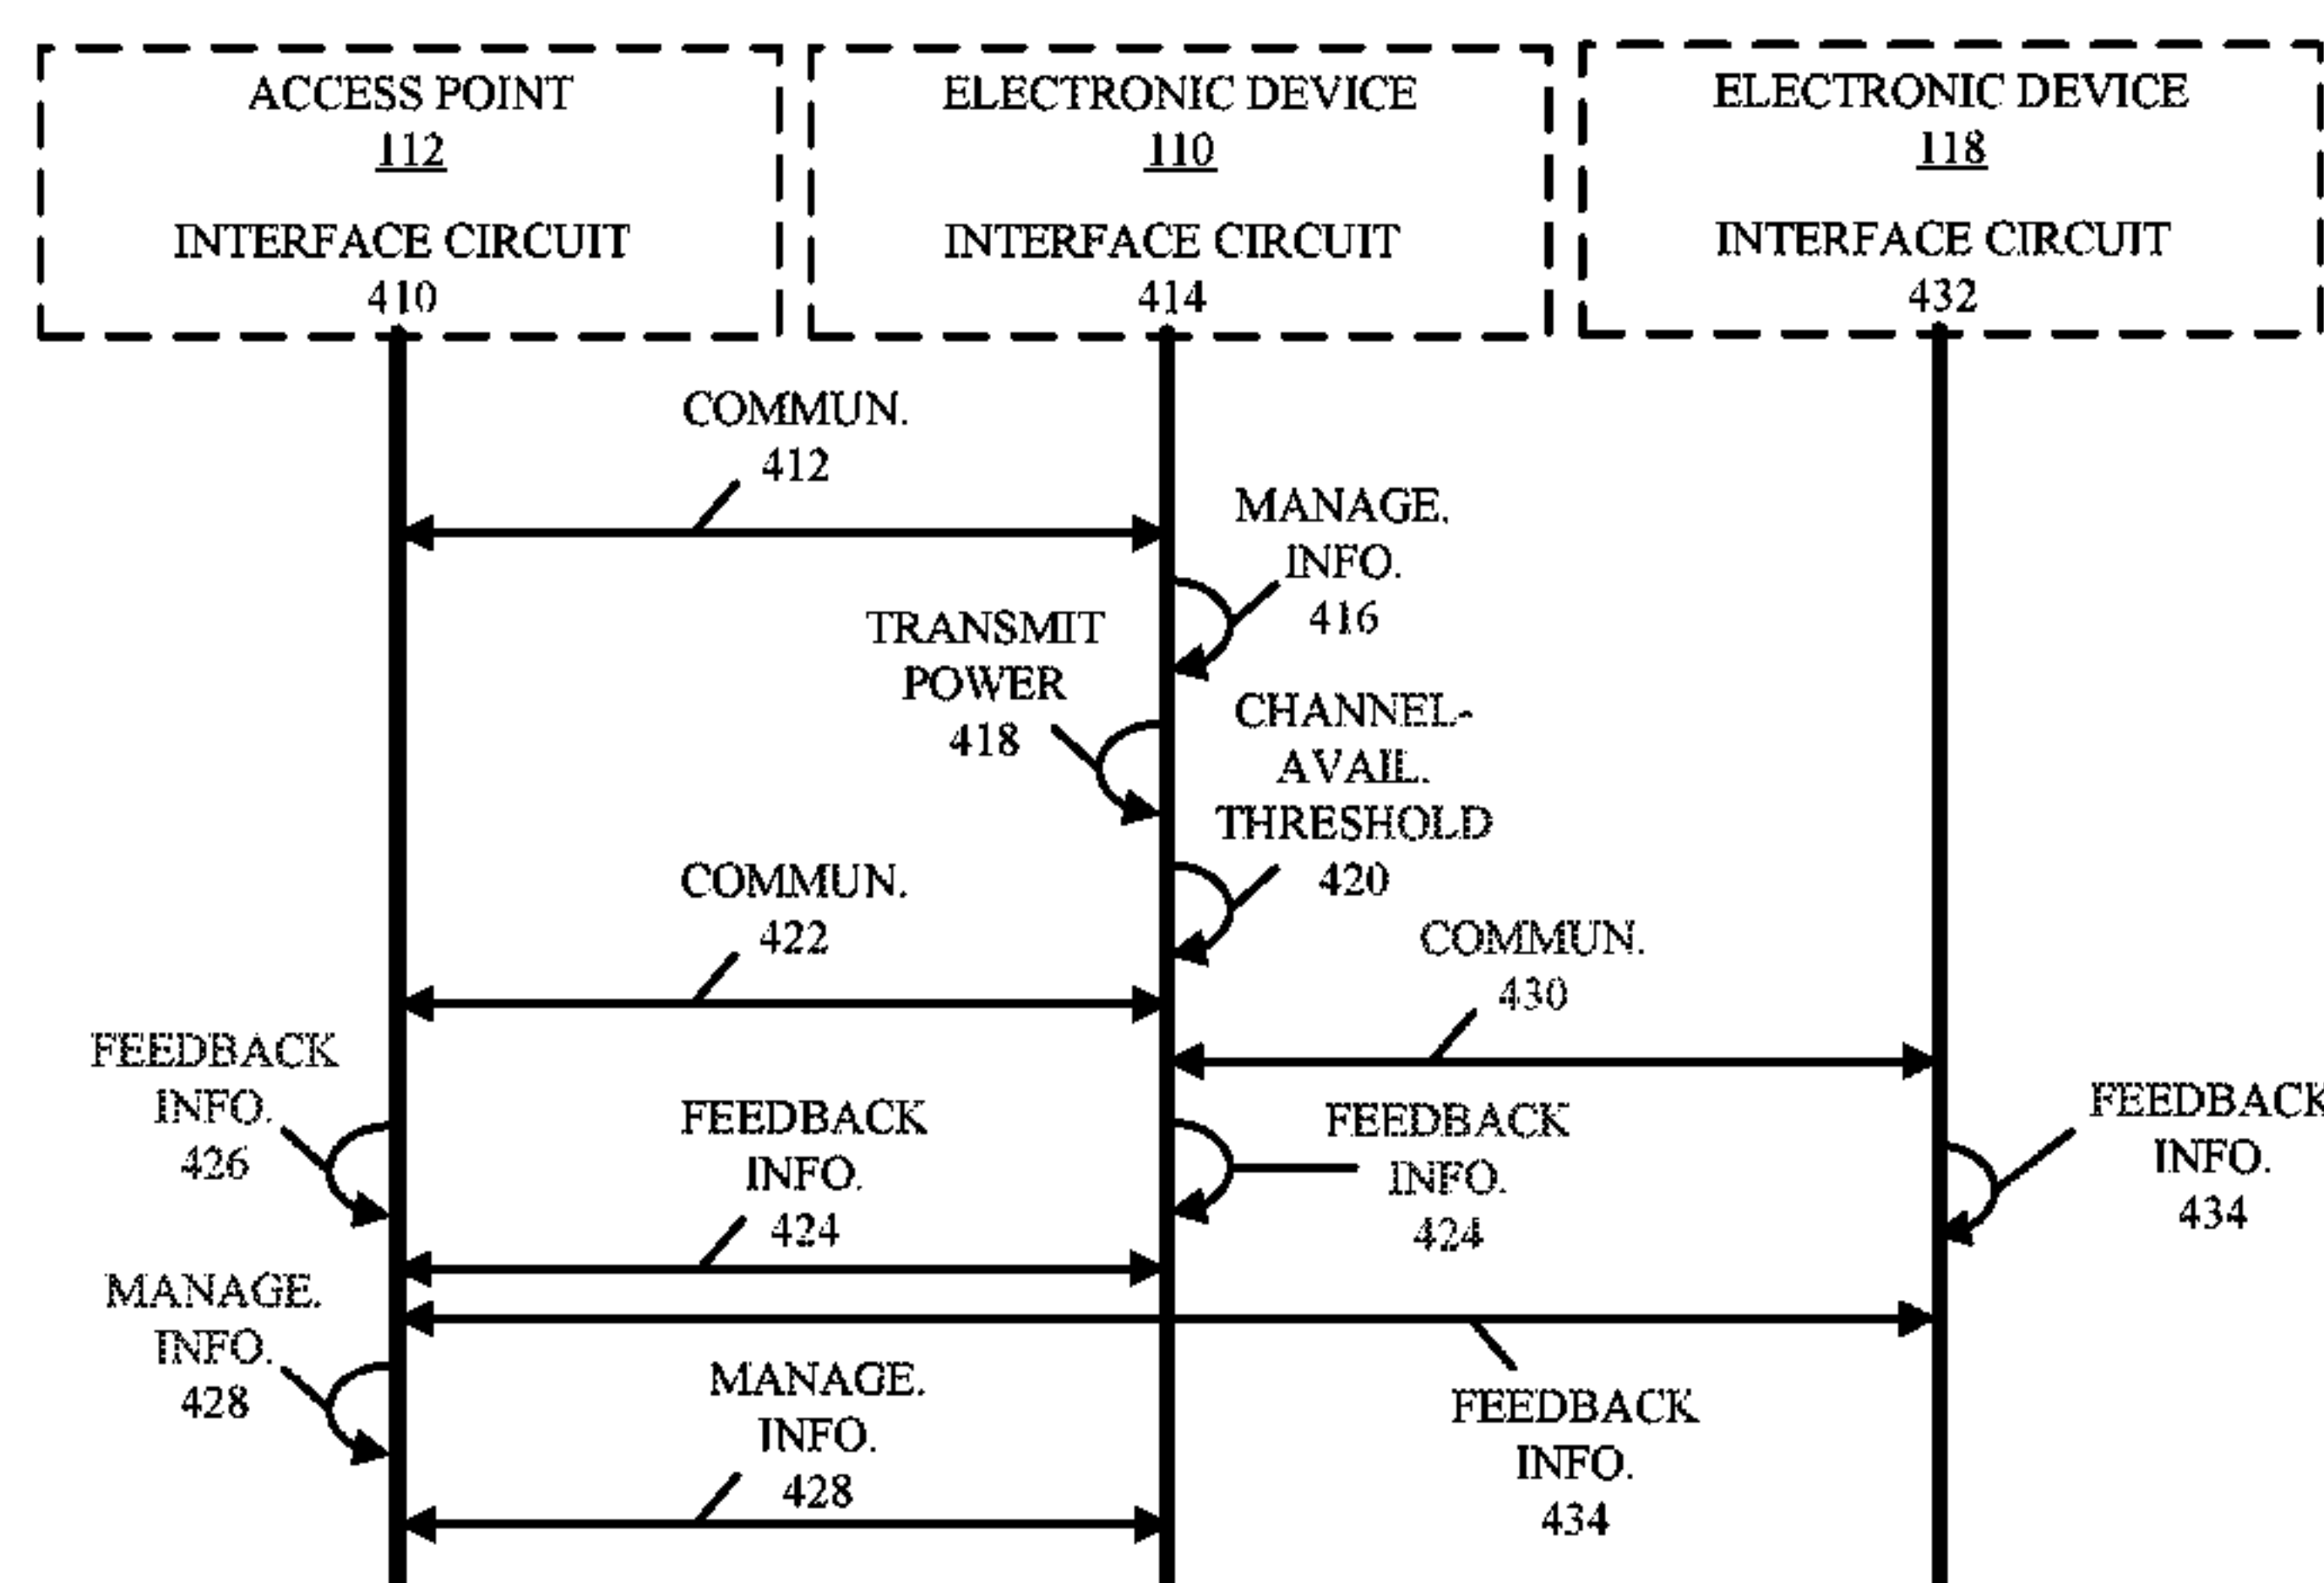 ACCESS POINT
112
INTERFACE CIRCUIT
410
ELECTRONIC DEVICE
110
INTERFACE CIRCUIT
414
ELECTRONIC DEVICE
118
INTERFACE CIRCUIT
432
COMMUN.
412
MANAGE.
INFO.
416
TRANSMIT
POWER
418
CHANNEL-
AVAIL.
THRESHOLD
420
COMMUN.
422
COMMUN.
430
FEEDBACK
INFO.
426
FEEDBACK
INFO.
424
FEEDBACK
INFO.
424
FEEDBACK
INFO.
434
MANAGE.
INFO.
428
MANAGE.
INFO.
428
FEEDBACK
INFO.
434